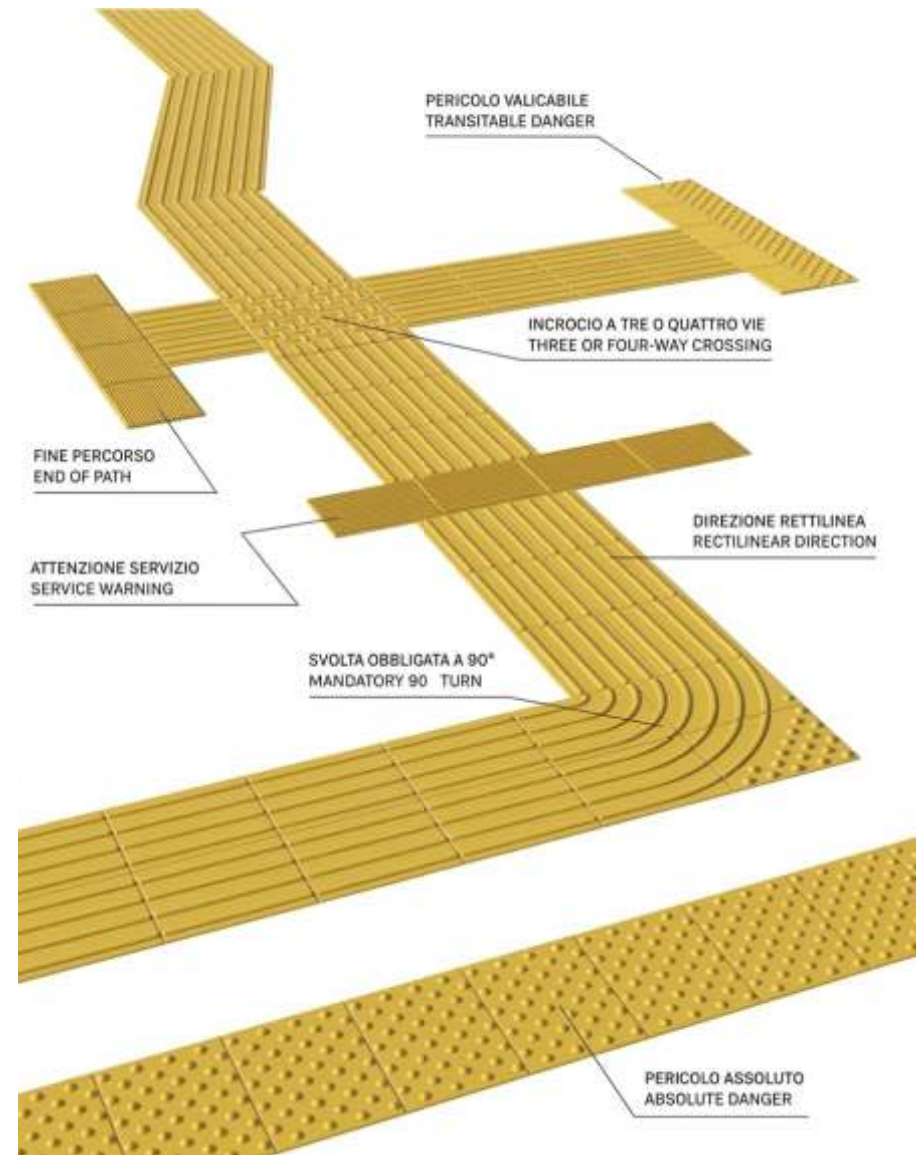 PERICOLO VALICABILE
TRANSITABLE DANGER
INCROCIO A TRE O QUATTRO VIE
THREE OR FOUR-WAY CROSSING
FINE PERCORSO
END OF PATH
ATTENZIONE SERVIZIO
SERVICE WARNING
DIREZIONE RETTILINEA
RECTILINEAR DIRECTION
SVOLTA OBBLIGATA A 90°
MANDATORY 90 TURN
PERICOLO ASSOLUTO
ABSOLUTE DANGER